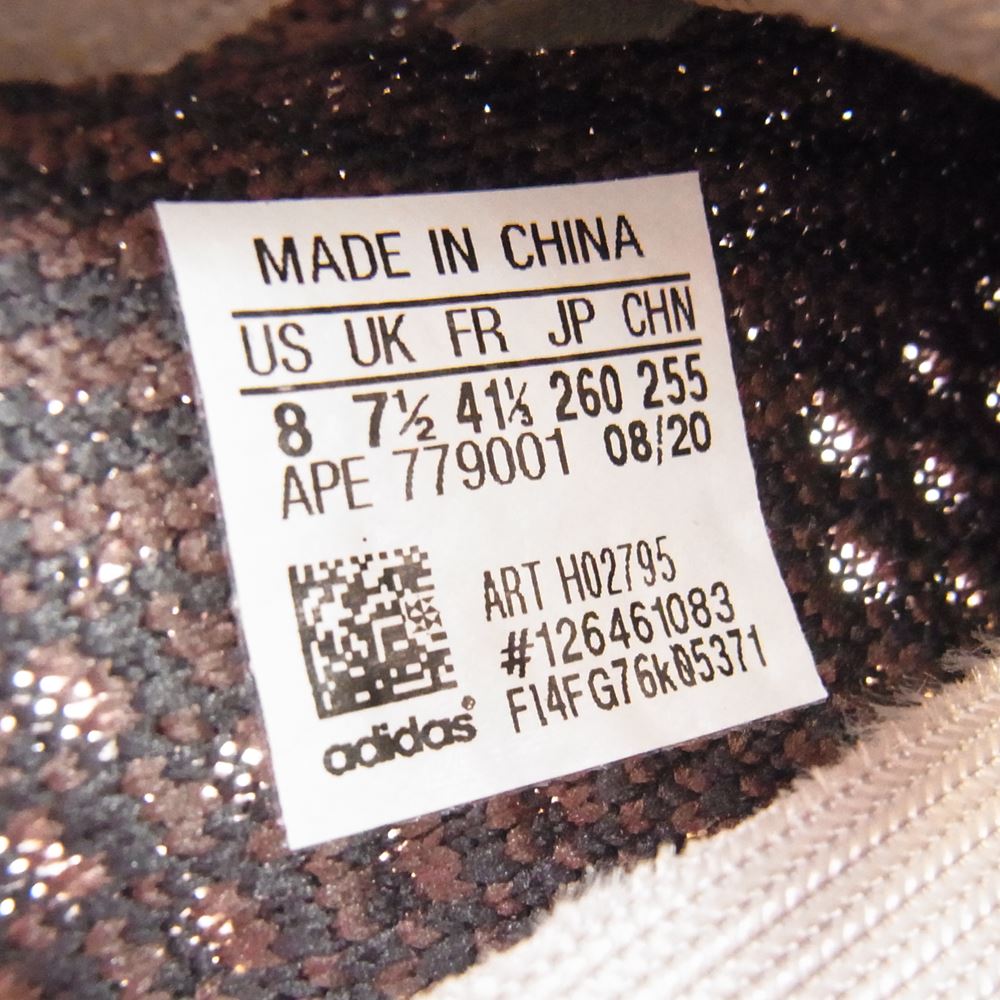 MADE IN CHINA
US UK FR JP CHN
8 7½ 41⅓ 260 255
APE 779001 08/20
ART H02795
#126461083
F14FG76k05371
adidas®